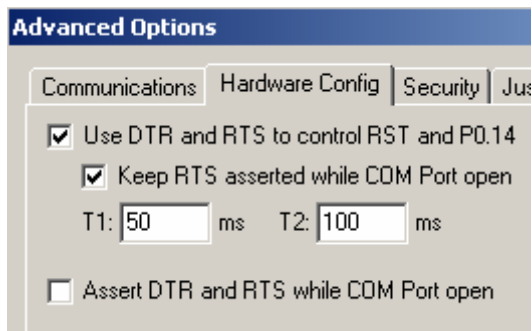 Advanced Options
Communications Hardware Config Security Jus
Use DTR and RTS to control RST and P0.14
Keep RTS asserted while COM Port open
T1: 50 ms T2: 100 ms
Assert DTR and RTS while COM Port open